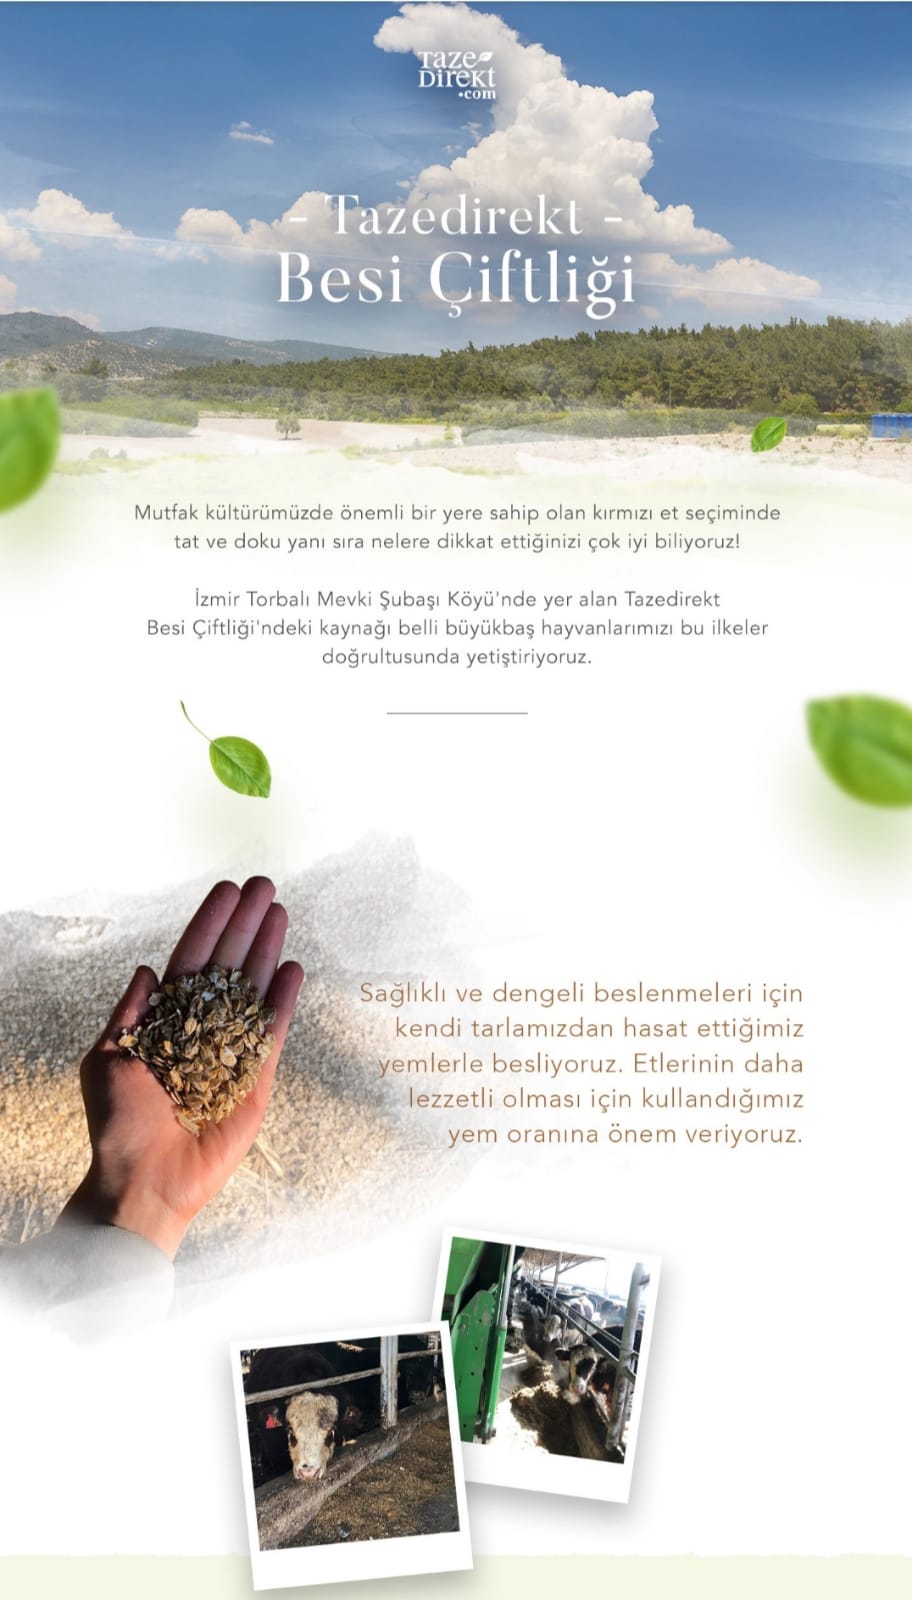 Taze
Direkt
.com
- Tazedirekt -
Besi Çiftliği
Mutfak kültürümüzde önemli bir yere sahip olan kırmızı et seçiminde
tat ve doku yanı sıra nelere dikkat ettiğinizi çok iyi biliyoruz!
İzmir Torbalı Mevki Şubaşı Köyü'nde yer alan Tazedirekt
Besi Çiftliği'ndeki kaynağı belli büyükbaş hayvanlarımızı bu ilkeler
doğrultusunda yetiştiriyoruz.
Sağlıklı ve dengeli beslenmeleri için
kendi tarlamızdan hasat ettiğimiz
yemlerle besliyoruz. Etlerinin daha
lezzetli olması için kullandığımız
yem oranına önem veriyoruz.